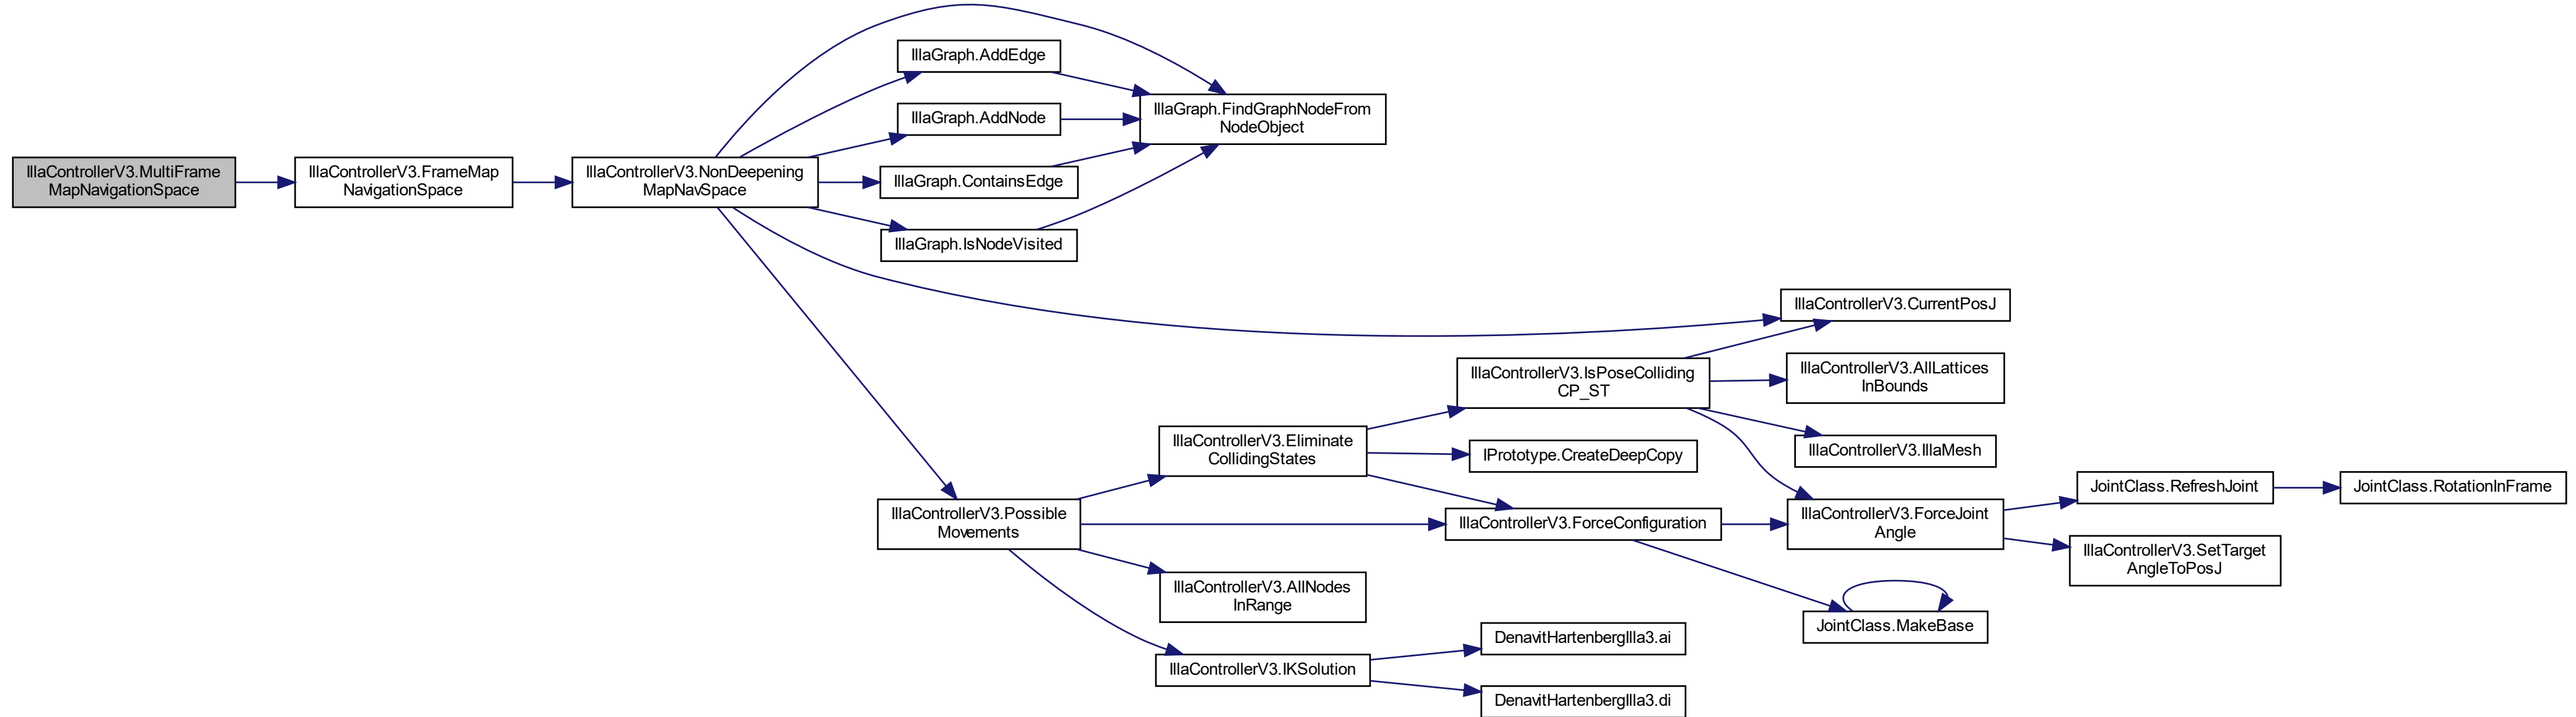 IllaControllerV3.MultiFrame
MapNavigationSpace
IllaControllerV3.FrameMap
NavigationSpace
IllaControllerV3.NonDeepening
MapNavSpace
IllaGraph.AddEdge
IllaGraph.AddNode
IllaGraph.ContainsEdge
IllaGraph.IsNodeVisited
IllaGraph.FindGraphNodeFrom
NodeObject
IllaControllerV3.CurrentPosJ
IllaControllerV3.IsPoseColliding
CP_ST
IllaControllerV3.AllLattices
InBounds
IllaControllerV3.Eliminate
CollidingStates
IPrototype.CreateDeepCopy
IllaControllerV3.IllaMesh
IllaControllerV3.Possible
Movements
IllaControllerV3.ForceConfiguration
IllaControllerV3.ForceJoint
Angle
JointClass.RefreshJoint
JointClass.RotationInFrame
IllaControllerV3.SetTarget
AngleToPosJ
IllaControllerV3.AllNodes
InRange
JointClass.MakeBase
IllaControllerV3.IKSolution
DenavitHartenbergIlla3.ai
DenavitHartenbergIlla3.di